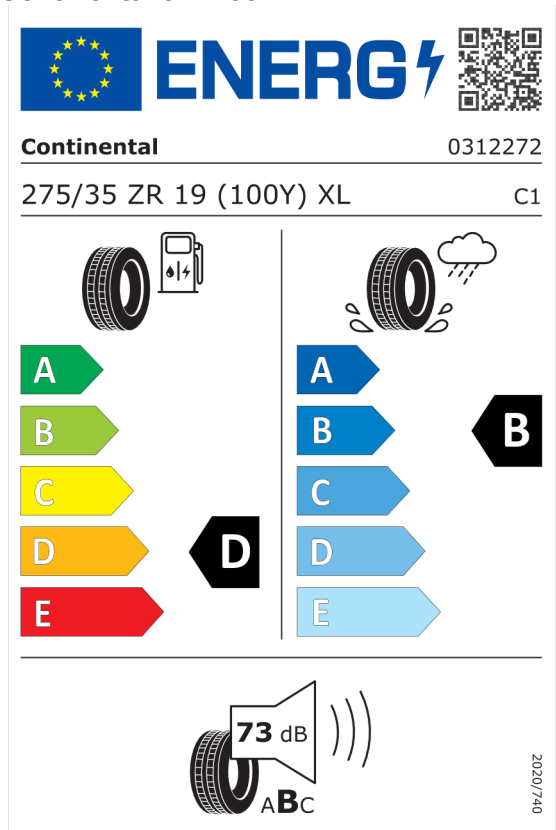 ENERG
Continental 0312272
275/35 ZR 19 (100Y) XL C1
A
B
C
D
E
D
A
B
C
D
E
B
73 dB
ABC
2020/740